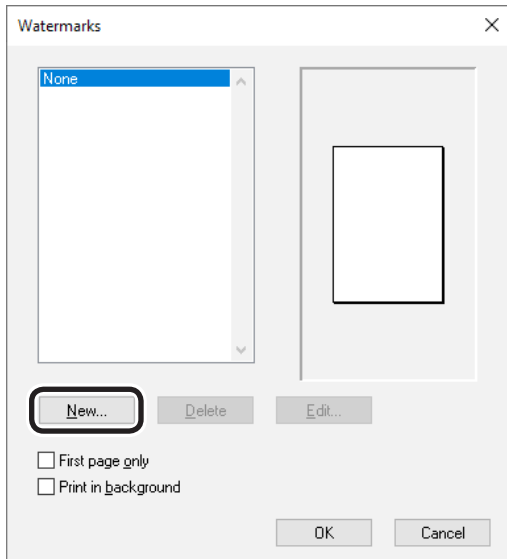 Watermarks
None
New... Delete Edit...
First page only
Print in background
OK Cancel